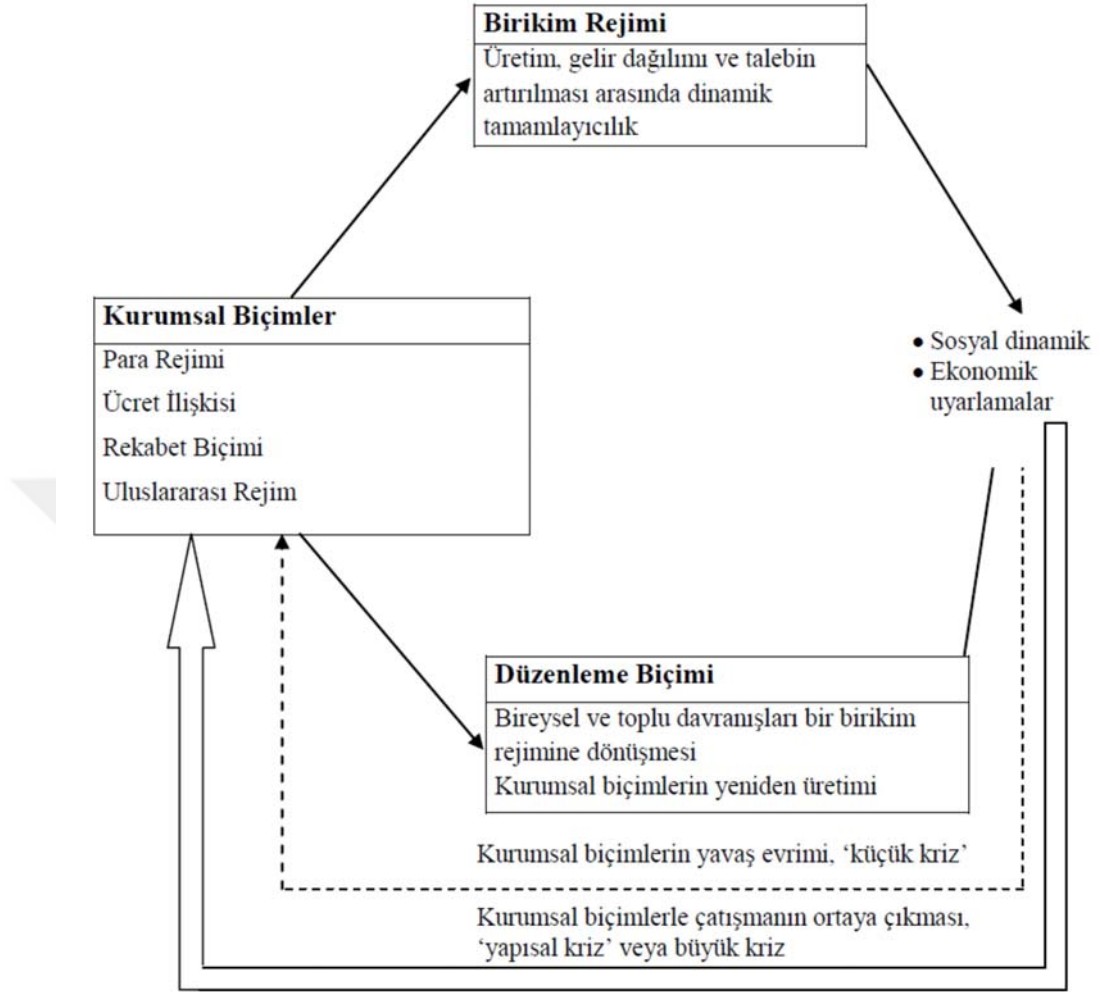 Birikim Rejimi
Üretim, gelir dağılımı ve talebin
artırılması arasında dinamik
tamamlayıcılık
Kurumsal Biçimler
Para Rejimi
Ücret İlişkisi
Rekabet Biçimi
Uluslararası Rejim
• Sosyal dinamik
• Ekonomik
uyarlamalar
Düzenleme Biçimi
Bireysel ve toplu davranışları bir birikim
rejimine dönüşmesi
Kurumsal biçimlerin yeniden üretimi
Kurumsal biçimlerin yavaş evrimi, ‘küçük kriz’
Kurumsal biçimlerle çatışmanın ortaya çıkması,
‘yapısal kriz’ veya büyük kriz